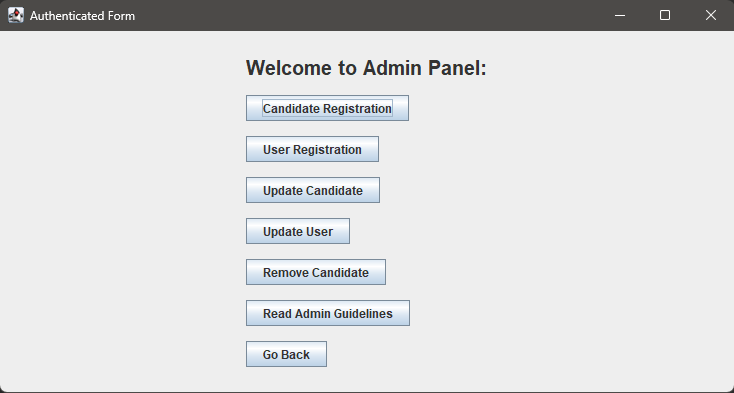 Authenticated Form
Welcome to Admin Panel:
Candidate Registration
User Registration
Update Candidate
Update User
Remove Candidate
Read Admin Guidelines
Go Back